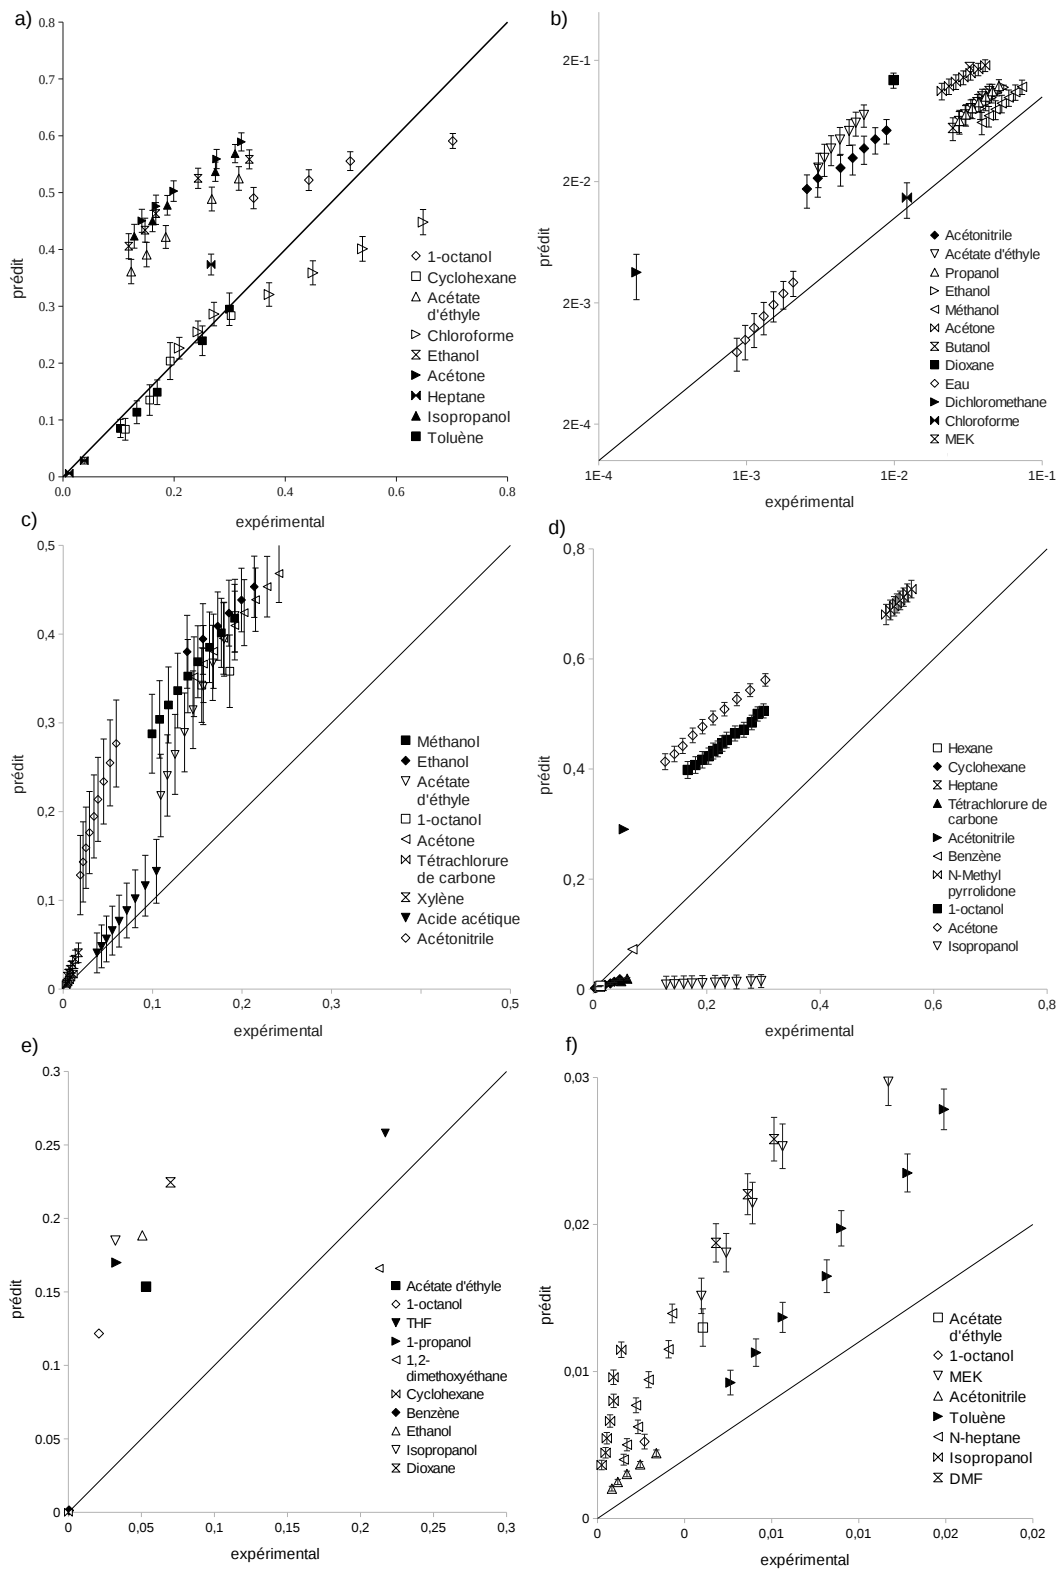 a)
0.8
0.7
0.6
0.5
0.4
0.3
0.2
0.1
0
0.0
0.2
0.4
0.6
0.8
prédit
expérimental
1-octanol
Cyclohexane
Acétate
d'éthyle
Chloroforme
Ethanol
Acétone
Heptane
Isopropanol
Toluène
b)
2E-1
2E-2
2E-3
2E-4
1E-4
1E-3
1E-2
1E-1
prédit
expérimental
Acétonitrile
Acétate d'éthyle
Propanol
Ethanol
Méthanol
Acétone
Butanol
Dioxane
Eau
Dichloromethane
Chloroforme
MEK
c)
0,5
0,4
0,3
0,2
0,1
0
0
0,1
0,2
0,3
0,5
prédit
expérimental
Méthanol
Ethanol
Acétate
d'éthyle
1-octanol
Acétone
Tétrachlorure
de carbone
Xylène
Acide acétique
Acétonitrile
d)
0,8
0,6
0,4
0,2
0
0
0,2
0,4
0,6
0,8
prédit
expérimental
Hexane
Cyclohexane
Heptane
Tétrachlorure de
carbone
Acétonitrile
Benzène
N-Methyl
pyrrolidone
1-octanol
Acétone
Isopropanol
e)
0.3
0.25
0.2
0.15
0.1
0.05
0
0
0,05
0,1
0,15
0,2
0.25
0,3
prédit
expérimental
Acétate d'éthyle
1-octanol
THF
1-propanol
1,2-
dimethoxyéthane
Cyclohexane
Benzène
Ethanol
Isopropanol
Dioxane
f)
0,03
0,02
0,01
0
0
0
0,01
0,01
0,02
0,02
prédit
expérimental
Acétate
d'éthyle
1-octanol
MEK
Acétonitrile
Toluène
N-heptane
Isopropanol
DMF